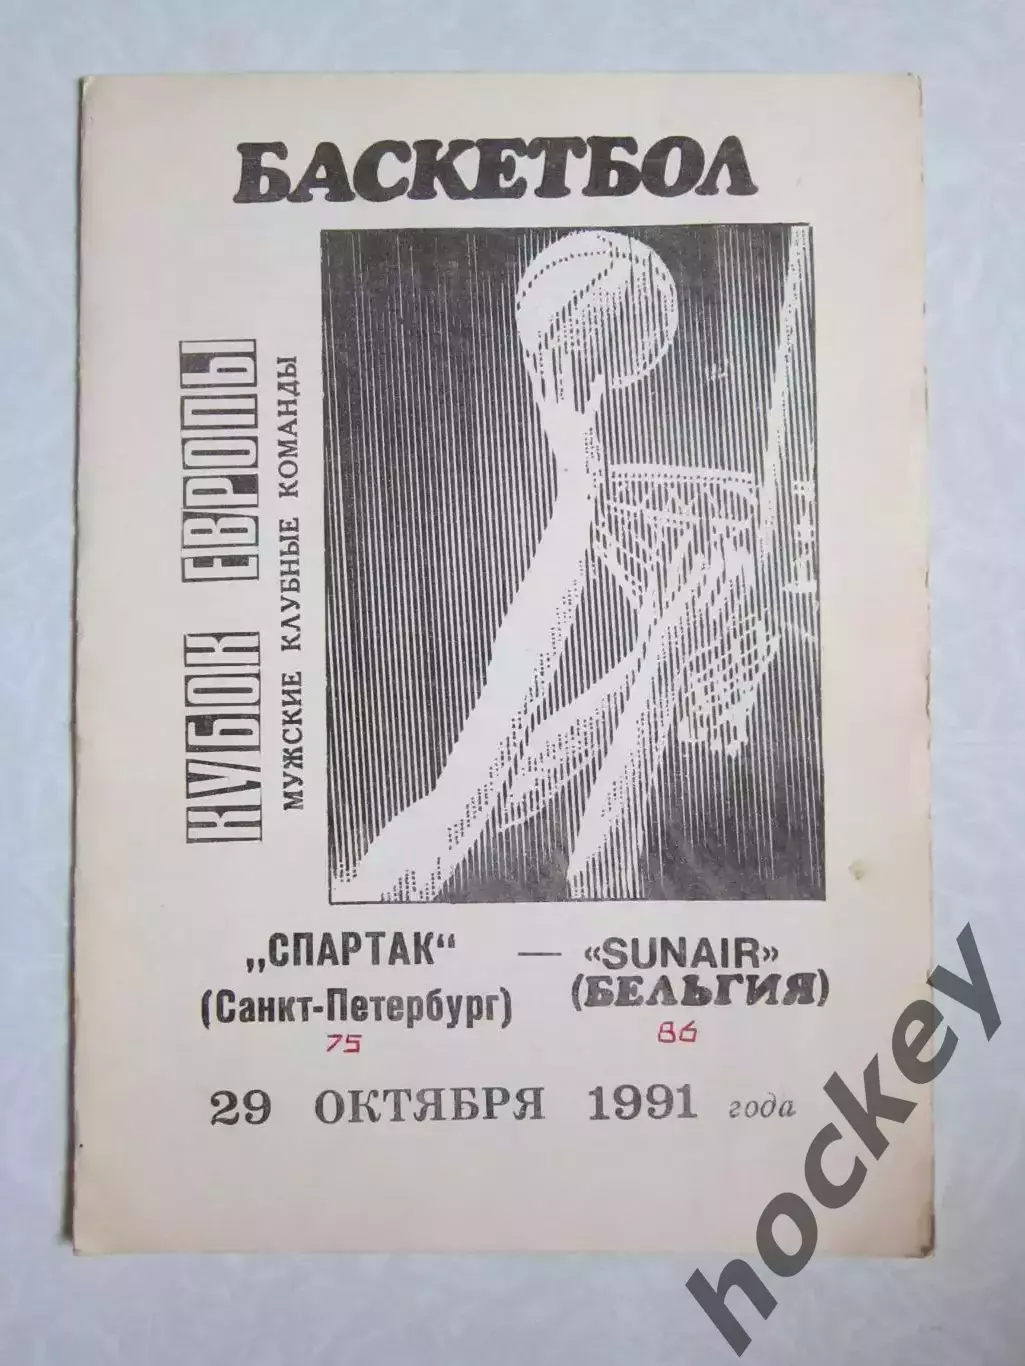 БАСКЕТБОЛ
КУБОК ЕВРОПЫ
МУЖСКИЕ КЛУБНЫЕ КОМАНДЫ
„СПАРТАК“ — «SUNAIR»
(Санкт-Петербург) (БЕЛЬГИЯ)
75 86
29 ОКТЯБРЯ 1991 года
hockey